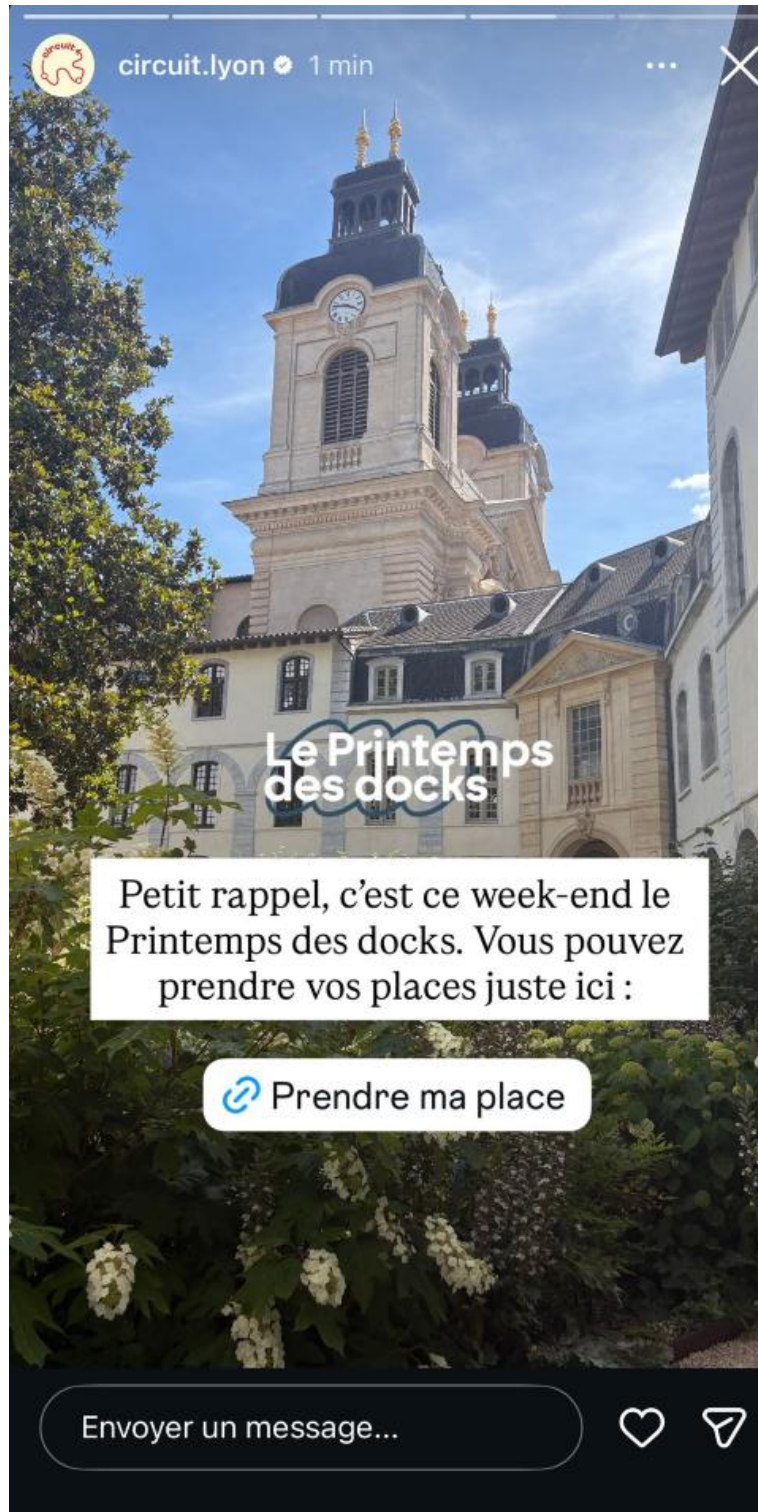 circuit
circuit.lyon 1 min
Le Printemps
des docks
Petit rappel, c’est ce week-end le
Printemps des docks. Vous pouvez
prendre vos places juste ici :
Prendre ma place
Envoyer un message...